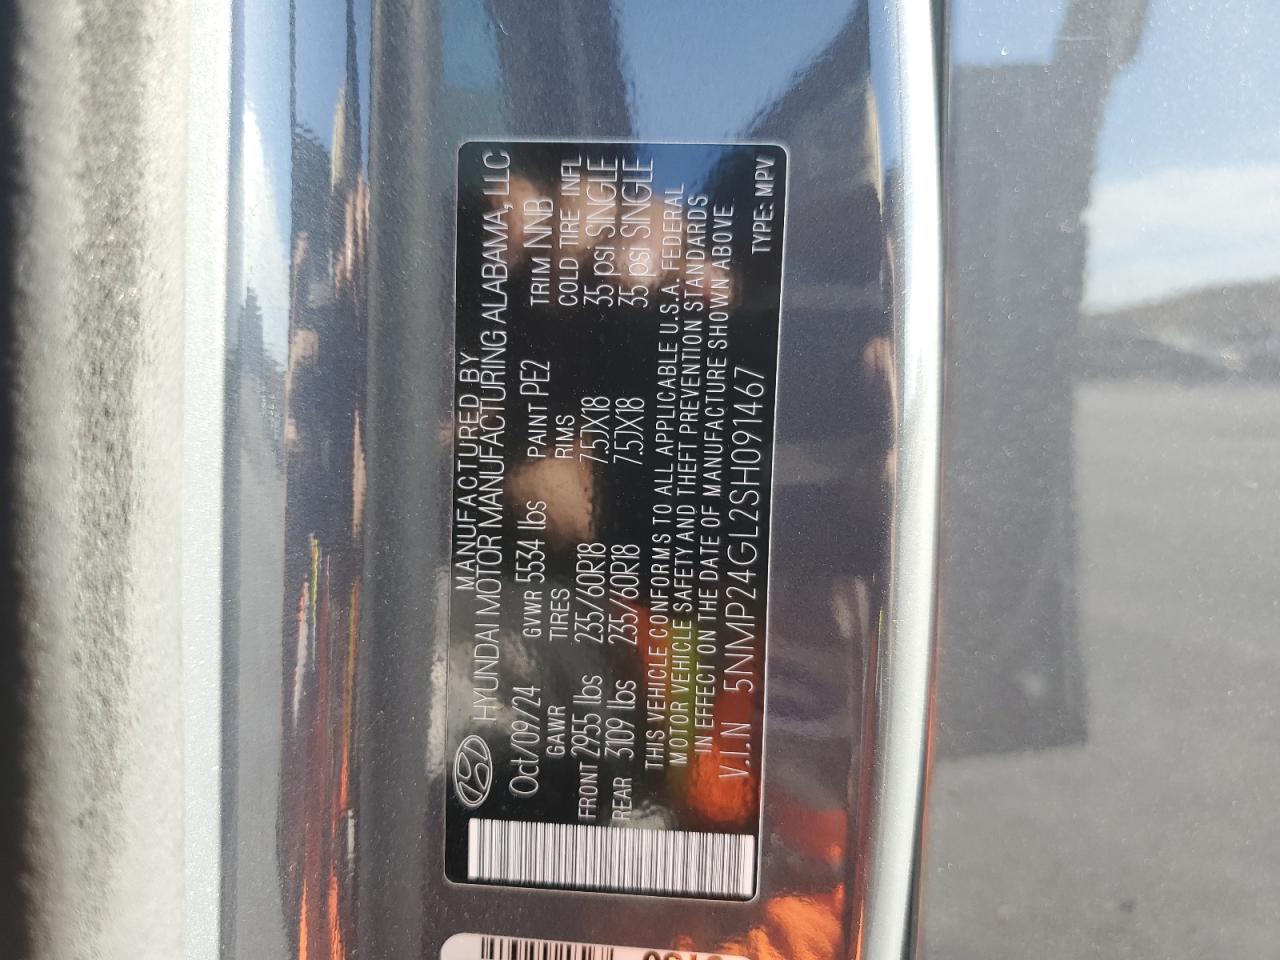 MANUFACTURED BY
HYUNDAI MOTOR MANUFACTURING ALABAMA, LLC
Oct/09/24 GVWR 5534 lbs PAINT PE2 TRIM NNB
GAWR TIRES RIMS COLD TIRE INFL
FRONT 2955 lbs 235/60R18 7.5JX18 35 psi SINGLE
REAR 3109 lbs 235/60R18 7.5JX18 35 psi SINGLE
THIS VEHICLE CONFORMS TO ALL APPLICABLE U.S.A. FEDERAL
MOTOR VEHICLE SAFETY AND THEFT PREVENTION STANDARDS
IN EFFECT ON THE DATE OF MANUFACTURE SHOWN ABOVE
V.I.N 5NMP24GL2SH091467 TYPE: MPV